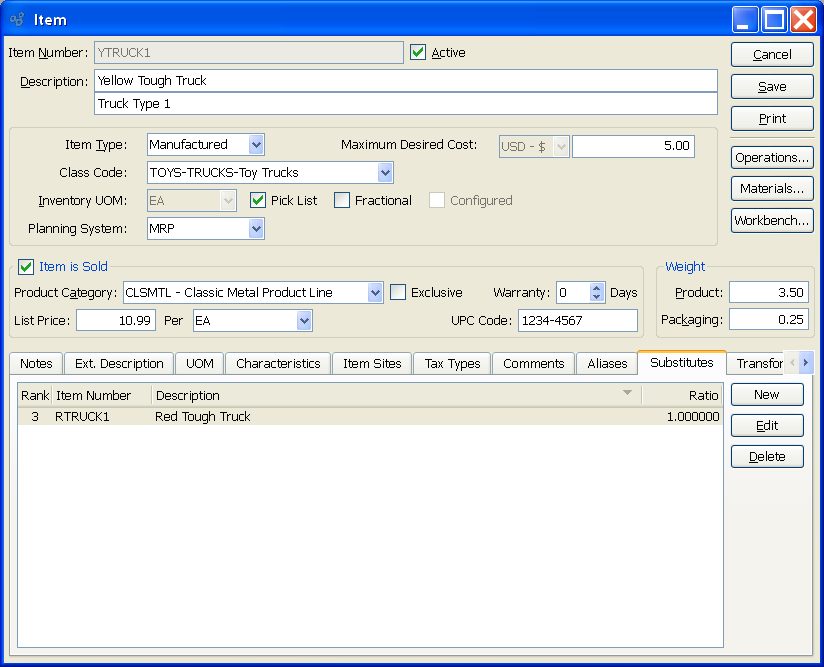 Item
Item Number: YTRUCK1 Active Cancel
Description: Yellow Tough Truck Save
Truck Type 1 Print
Item Type: Manufactured Maximum Desired Cost: USD - $ 5.00 Operations...
Class Code: TOYS-TRUCKS-Toy Trucks Materials...
Inventory UOM: EA Pick List Fractional Configured Workbench...
Planning System: MRP
Item is Sold Weight
Product Category: CLSMTL - Classic Metal Product Line Exclusive Warranty: 0 Days Product: 3.50
List Price: 10.99 Per EA UPC Code: 1234-4567 Packaging: 0.25
Notes Ext. Description UOM Characteristics Item Sites Tax Types Comments Aliases Substitutes Transfor
Rank Item Number Description Ratio New
3 RTRUCK1 Red Tough Truck 1.000000 Edit
Delete